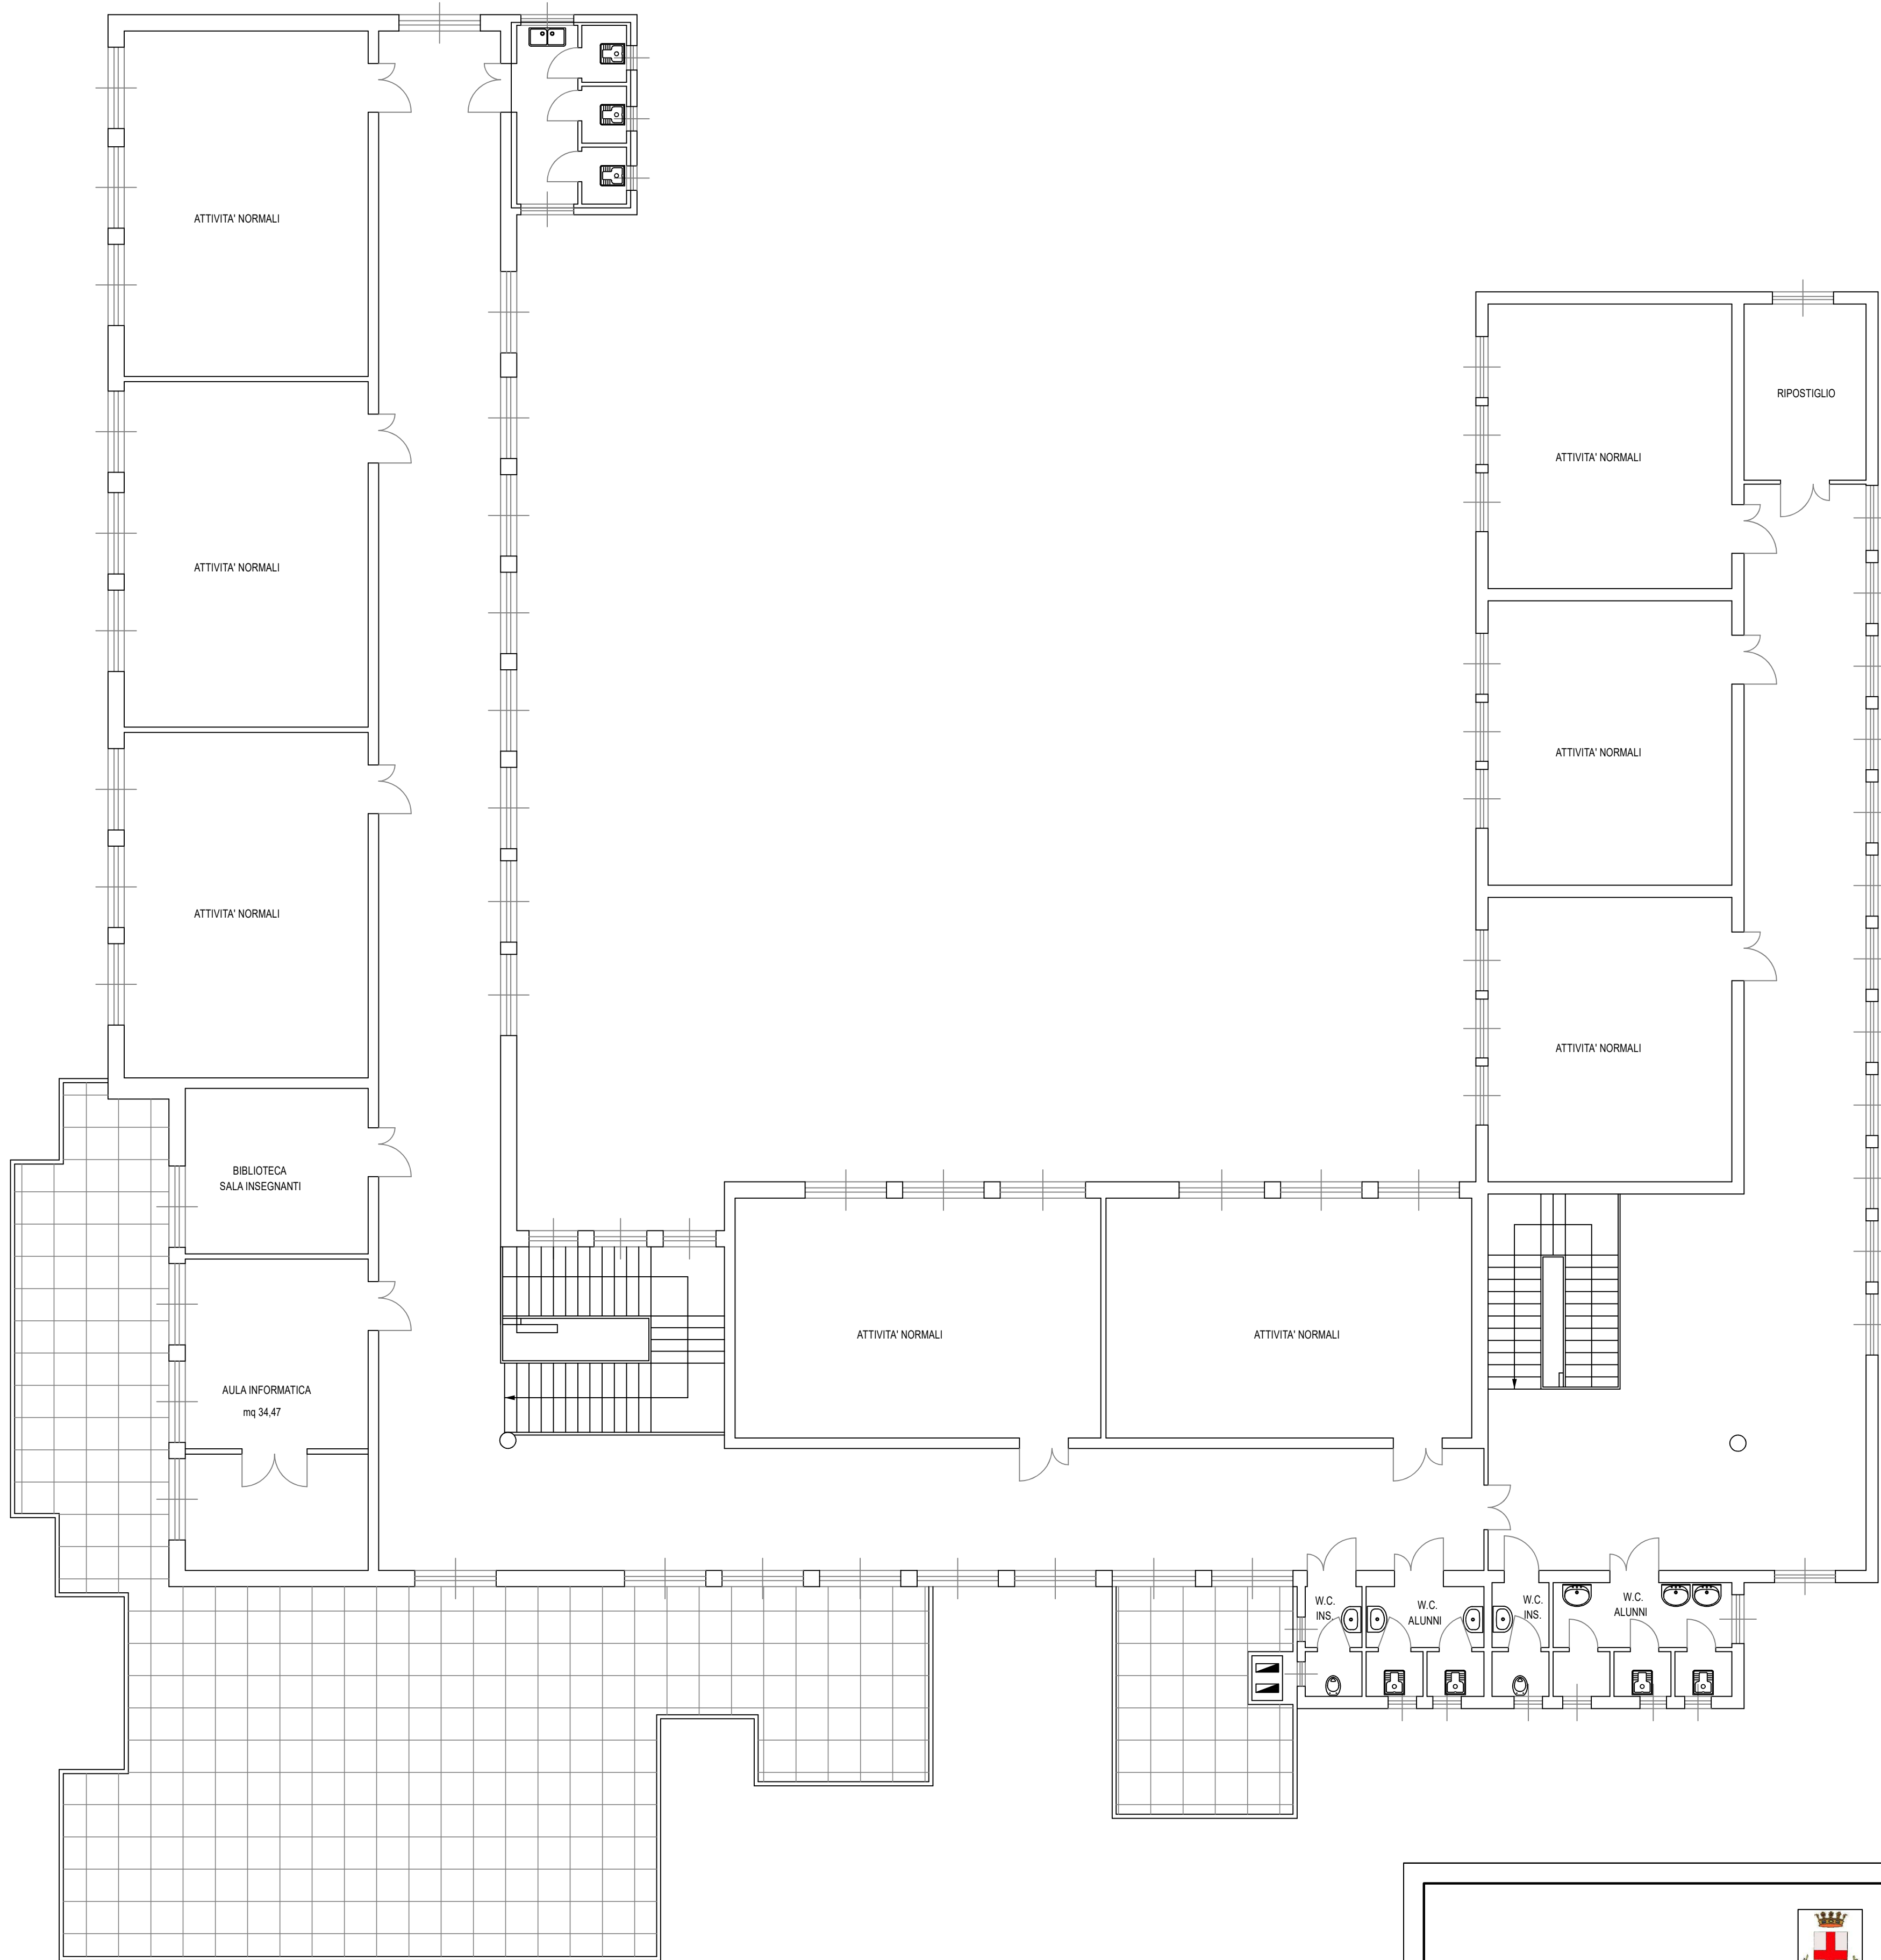 ATTIVITA' NORMALI
ATTIVITA' NORMALI
ATTIVITA' NORMALI
BIBLIOTECA
SALA INSEGNANTI
AULA INFORMATICA
mq 34,47
ATTIVITA' NORMALI
ATTIVITA' NORMALI
ATTIVITA' NORMALI
RIPOSTIGLIO
ATTIVITA' NORMALI
ATTIVITA' NORMALI
W.C.
INS.
W.C.
ALUNNI
W.C.
INS.
W.C.
ALUNNI